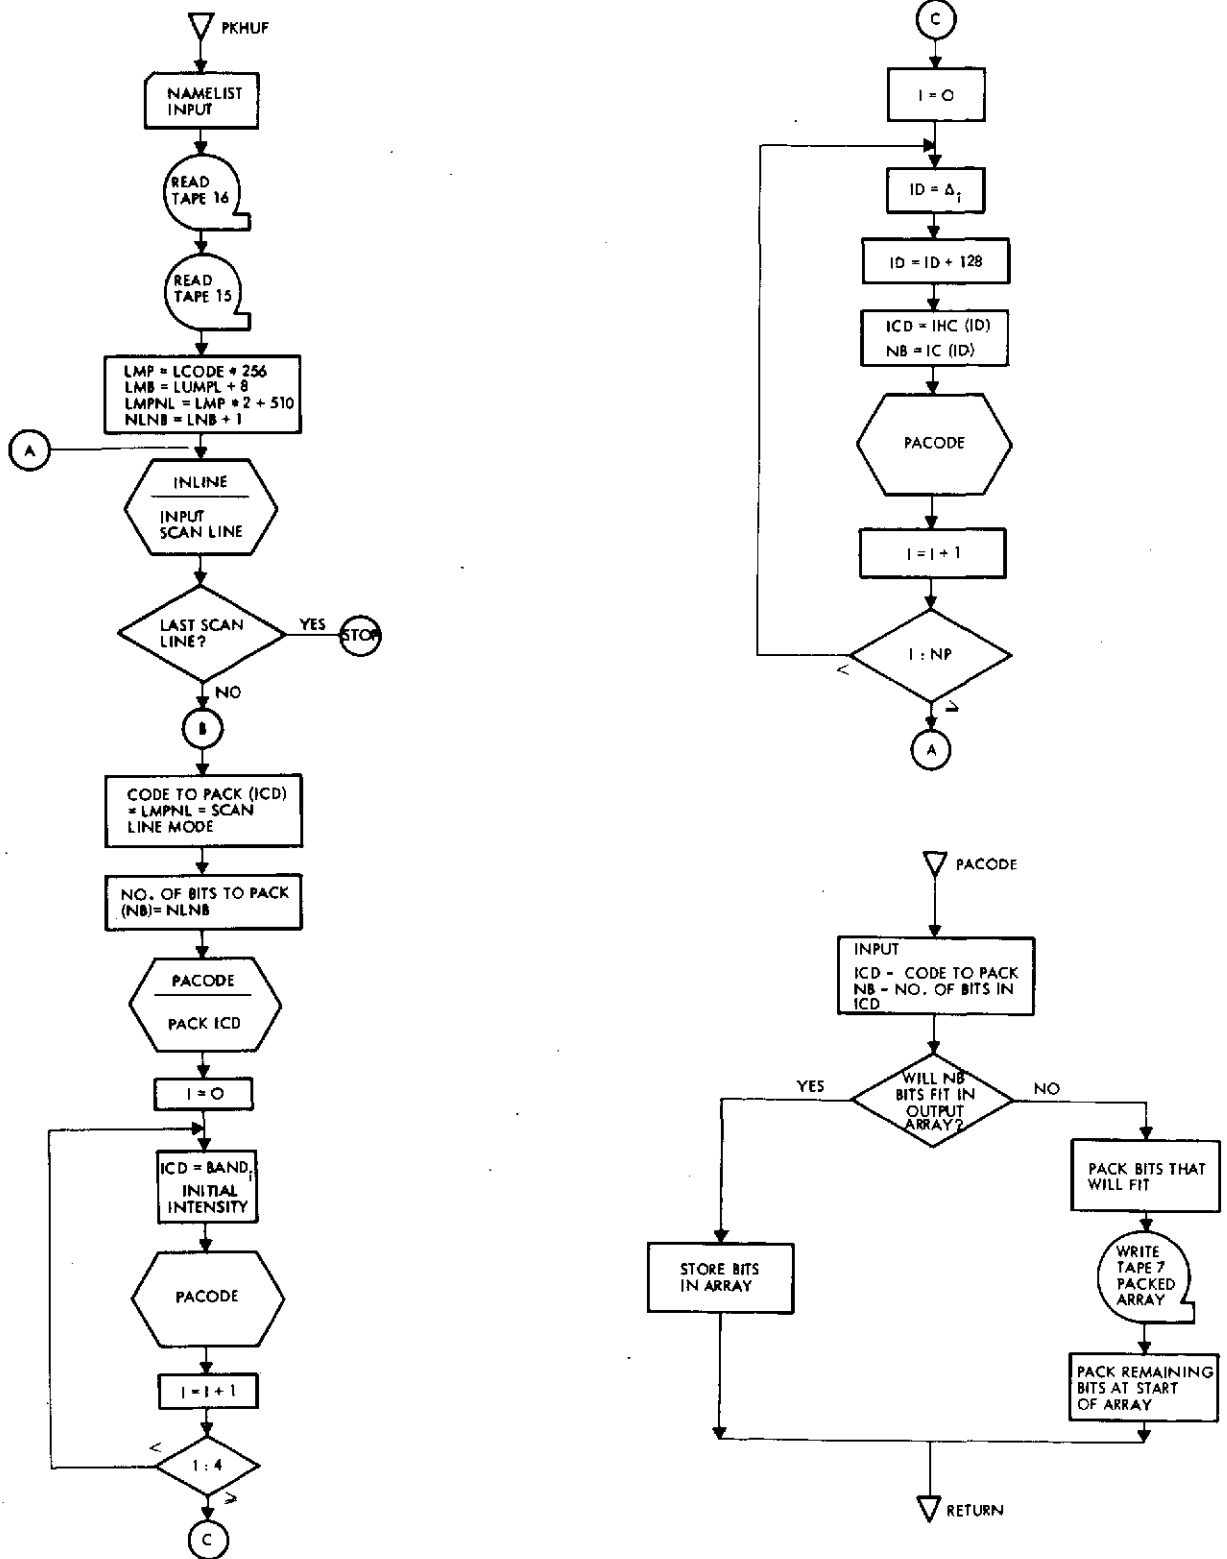 PKHUF
NAMELIST
INPUT
READ
TAPE 16
READ
TAPE 15
LMP = LCODE * 256
LMB = LUMPL + 8
LMPNL = LMP * 2 + 510
NLNB = LNB + 1
A
INLINE
INPUT
SCAN LINE
LAST SCAN
LINE?
YES
STOP
NO
B
CODE TO PACK (ICD)
= LMPNL = SCAN
LINE MODE
NO. OF BITS TO PACK
(NB)= NLNB
PACODE
PACK ICD
I = O
ICD = BANDi
INITIAL
INTENSITY
PACODE
I = I + 1
<
1 : 4
≥
C
C
I = O
ID = Δi
ID = ID + 128
ICD = IHC (ID)
NB = IC (ID)
PACODE
I = I + 1
I : NP
<
≥
A
PACODE
INPUT
ICD - CODE TO PACK
NB - NO. OF BITS IN
ICD
WILL NB
BITS FIT IN
OUTPUT
ARRAY?
YES
NO
STORE BITS
IN ARRAY
PACK BITS THAT
WILL FIT
WRITE
TAPE 7
PACKED
ARRAY
PACK REMAINING
BITS AT START
OF ARRAY
RETURN